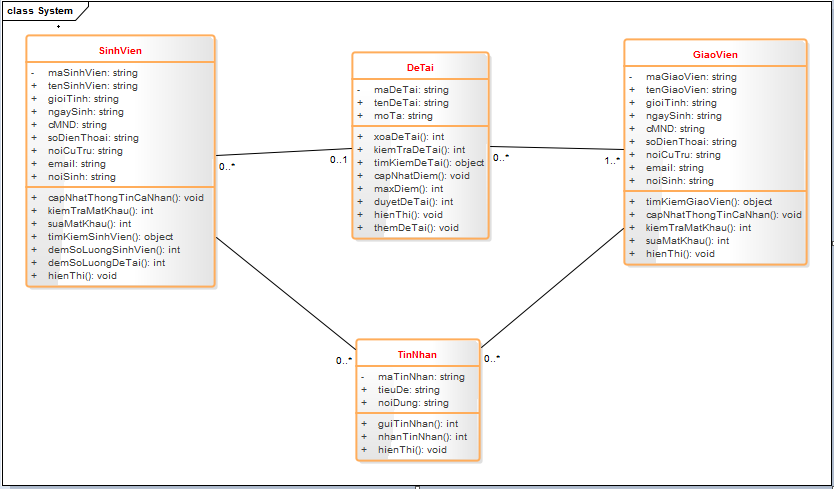 class System
SinhVien
- maSinhVien: string
+ tenSinhVien: string
+ gioiTinh: string
+ ngaySinh: string
+ cMND: string
+ soDienThoai: string
+ noiCuTru: string
+ email: string
+ noiSinh: string
+ capNhatThongTinCaNhan(): void
+ kiemTraMatKhau(): int
+ suaMatKhau(): int
+ timKiemSinhVien(): object
+ demSoLuongSinhVien(): int
+ demSoLuongDeTai(): int
+ hienThi(): void
0..*
0..1
DeTai
- maDeTai: string
+ tenDeTai: string
+ moTa: string
+ xoaDeTai(): int
+ kiemTraDeTai(): int
+ timKiemDeTai(): object
+ capNhatDiem(): void
+ maxDiem(): int
+ duyetDeTai(): int
+ hienThi(): void
+ themDeTai(): void
0..*
1..*
GiaoVien
- maGiaoVien: string
+ tenGiaoVien: string
+ gioiTinh: string
+ ngaySinh: string
+ cMND: string
+ soDienThoai: string
+ noiCuTru: string
+ email: string
+ noiSinh: string
+ timKiemGiaoVien(): object
+ capNhatThongTinCaNhan(): void
+ kiemTraMatKhau(): int
+ suaMatKhau(): int
+ hienThi(): void
0..*
0..*
TinNhan
- maTinNhan: string
+ tieuDe: string
+ noiDung: string
+ guiTinNhan(): int
+ nhanTinNhan(): int
+ hienThi(): void